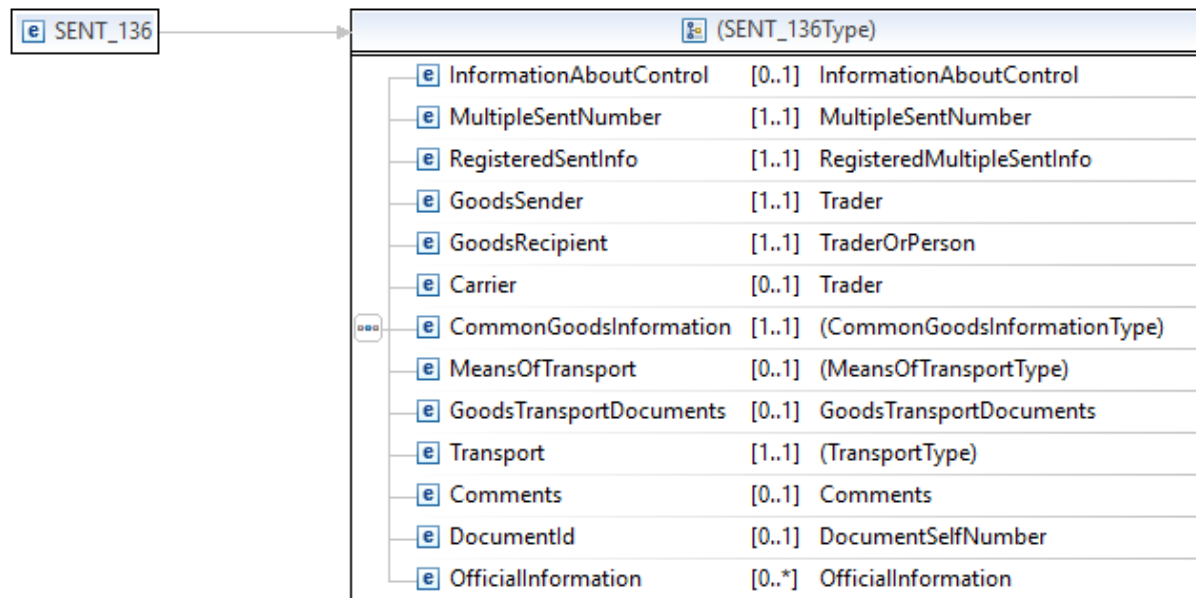 e SENT_136
(SENT_136Type)
e InformationAboutControl [0..1] InformationAboutControl
e MultipleSentNumber [1..1] MultipleSentNumber
e RegisteredSentInfo [1..1] RegisteredMultipleSentInfo
e GoodsSender [1..1] Trader
e GoodsRecipient [1..1] TraderOrPerson
e Carrier [0..1] Trader
e CommonGoodsInformation [1..1] (CommonGoodsInformationType)
e MeansOfTransport [0..1] (MeansOfTransportType)
e GoodsTransportDocuments [0..1] GoodsTransportDocuments
e Transport [1..1] (TransportType)
e Comments [0..1] Comments
e DocumentId [0..1] DocumentSelfNumber
e OfficialInformation [0..*] OfficialInformation